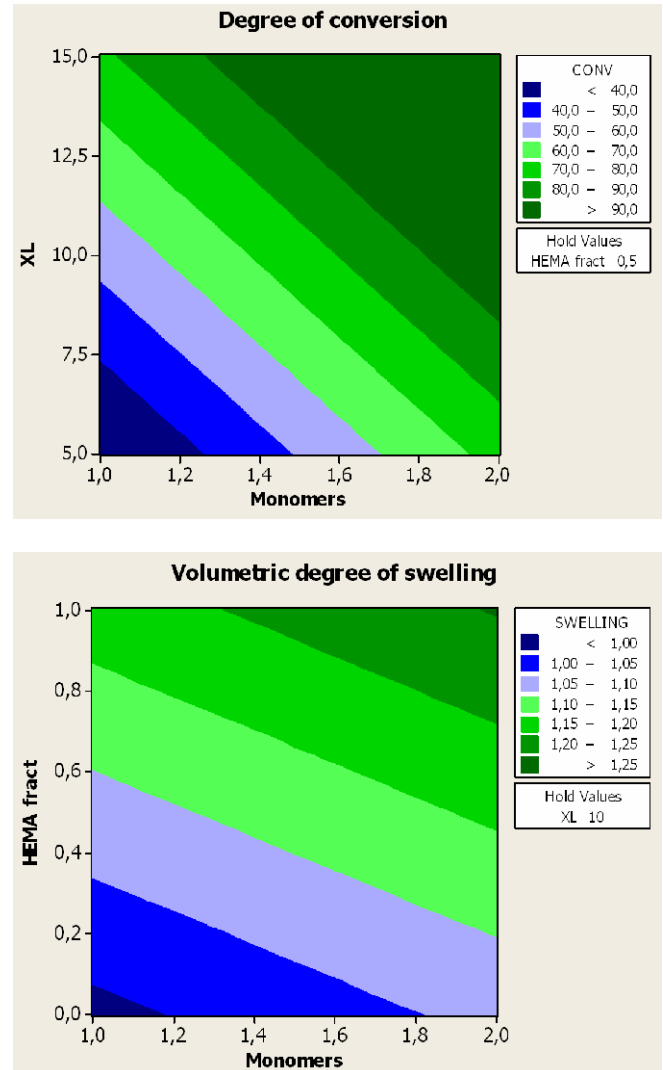 Degree of conversion
15,0
12,5
10,0
7,5
5,0
XL
1,0 1,2 1,4 1,6 1,8 2,0
Monomers
CONV
< 40,0
40,0 – 50,0
50,0 – 60,0
60,0 – 70,0
70,0 – 80,0
80,0 – 90,0
> 90,0
Hold Values
HEMA fract 0,5
Volumetric degree of swelling
1,0
0,8
0,6
0,4
0,2
0,0
HEMA fract
1,0 1,2 1,4 1,6 1,8 2,0
Monomers
SWELLING
< 1,00
1,00 – 1,05
1,05 – 1,10
1,10 – 1,15
1,15 – 1,20
1,20 – 1,25
> 1,25
Hold Values
XL 10